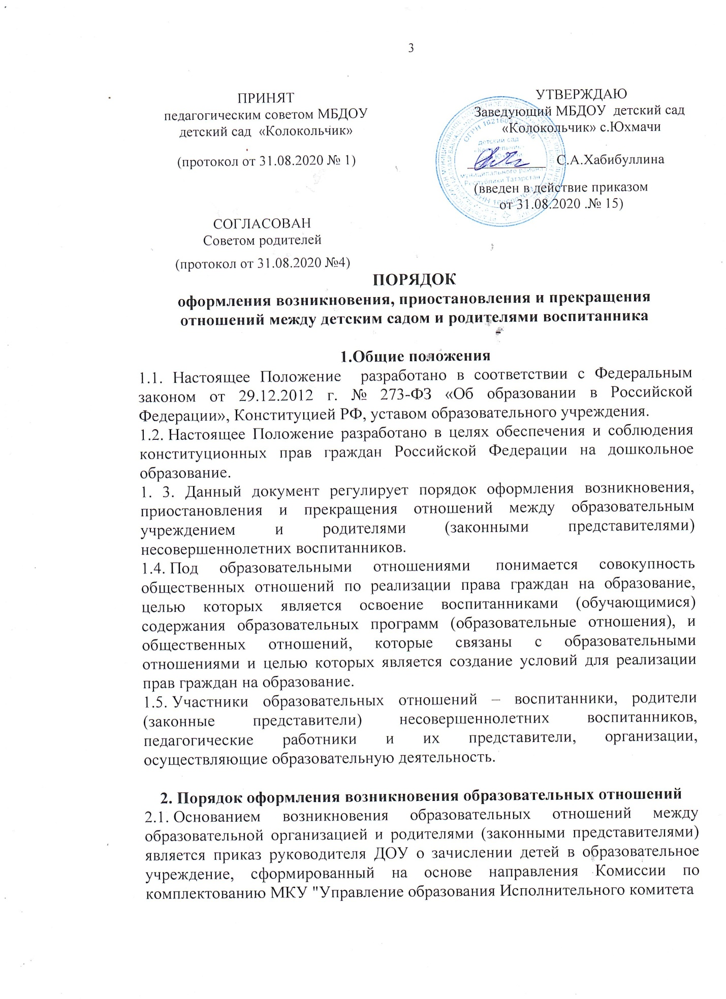 3
ПРИНЯТ
педагогическим советом МБДОУ
детский сад «Колокольчик»
(протокол от 31.08.2020 № 1)
УТВЕРЖДАЮ
Заведующий МБДОУ детский сад
«Колокольчик» с.Юхмачи
С.А.Хабибуллина
(введен в действие приказом
от 31.08.2020 .№ 15)
детский сад
муниципального района
Республики Татарстан
СОГЛАСОВАН
Советом родителей
(протокол от 31.08.2020 №4)
ПОРЯДОК
оформления возникновения, приостановления и прекращения
отношений между детским садом и родителями воспитанника
1.Общие положения
1.1. Настоящее Положение разработано в соответствии с Федеральным
законом от 29.12.2012 г. № 273-ФЗ «Об образовании в Российской
Федерации», Конституцией РФ, уставом образовательного учреждения.
1.2. Настоящее Положение разработано в целях обеспечения и соблюдения
конституционных прав граждан Российской Федерации на дошкольное
образование.
1. 3. Данный документ регулирует порядок оформления возникновения,
приостановления и прекращения отношений между образовательным
учреждением и родителями (законными представителями)
несовершеннолетних воспитанников.
1.4. Под образовательными отношениями понимается совокупность
общественных отношений по реализации права граждан на образование,
целью которых является освоение воспитанниками (обучающимися)
содержания образовательных программ (образовательные отношения), и
общественных отношений, которые связаны с образовательными
отношениями и целью которых является создание условий для реализации
прав граждан на образование.
1.5. Участники образовательных отношений – воспитанники, родители
(законные представители) несовершеннолетних воспитанников,
педагогические работники и их представители, организации,
осуществляющие образовательную деятельность.
2. Порядок оформления возникновения образовательных отношений
2.1. Основанием возникновения образовательных отношений между
образовательной организацией и родителями (законными представителями)
является приказ руководителя ДОУ о зачислении детей в образовательное
учреждение, сформированный на основе направления Комиссии по
комплектованию МКУ "Управление образования Исполнительного комитета